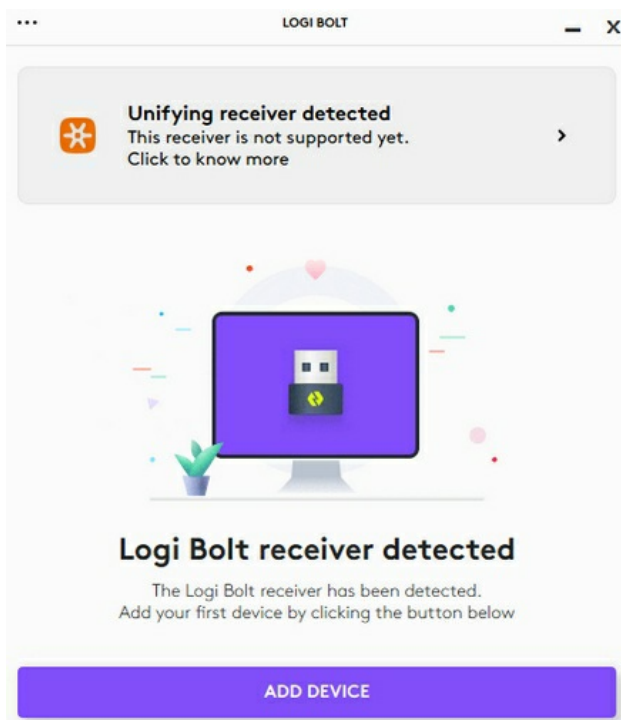 LOGI BOLT
Unifying receiver detected
This receiver is not supported yet.
Click to know more
Logi Bolt receiver detected
The Logi Bolt receiver has been detected.
Add your first device by clicking the button below
ADD DEVICE